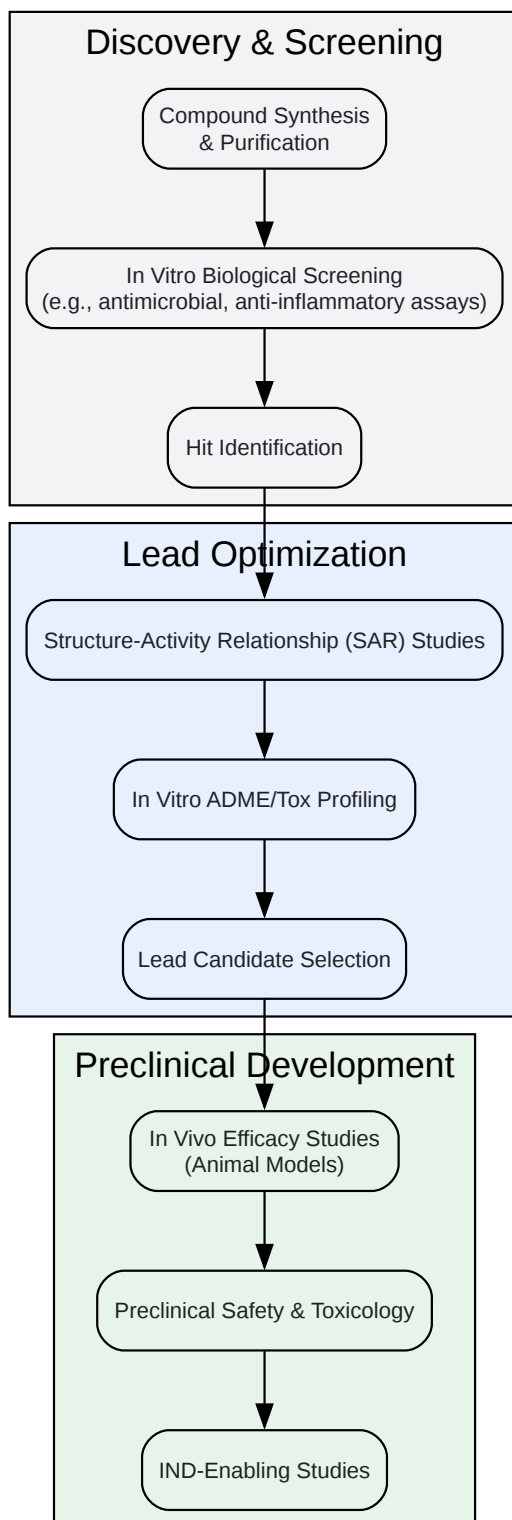 Discovery & Screening
Compound Synthesis
& Purification
In Vitro Biological Screening
(e.g., antimicrobial, anti-inflammatory assays)
Hit Identification
Lead Optimization
Structure-Activity Relationship (SAR) Studies
In Vitro ADME/Tox Profiling
Lead Candidate Selection
Preclinical Development
In Vivo Efficacy Studies
(Animal Models)
Preclinical Safety & Toxicology
IND-Enabling Studies